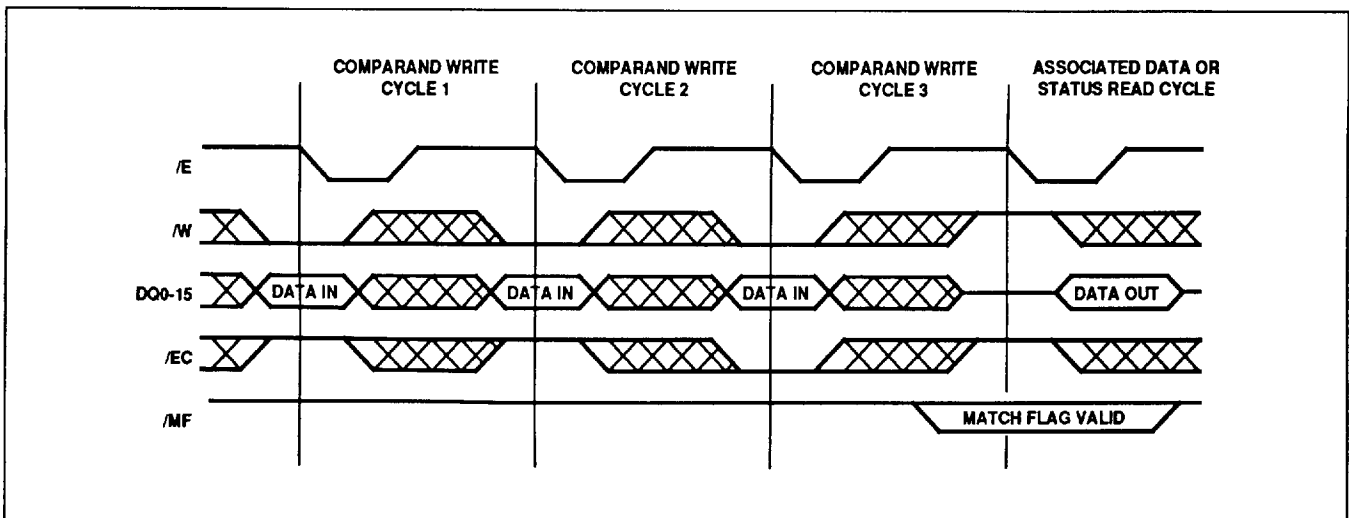 COMPARAND WRITE
CYCLE 1
COMPARAND WRITE
CYCLE 2
COMPARAND WRITE
CYCLE 3
ASSOCIATED DATA OR
STATUS READ CYCLE
/E
/W
DQ0-15
DATA IN
DATA IN
DATA IN
DATA OUT
/EC
/MF
MATCH FLAG VALID